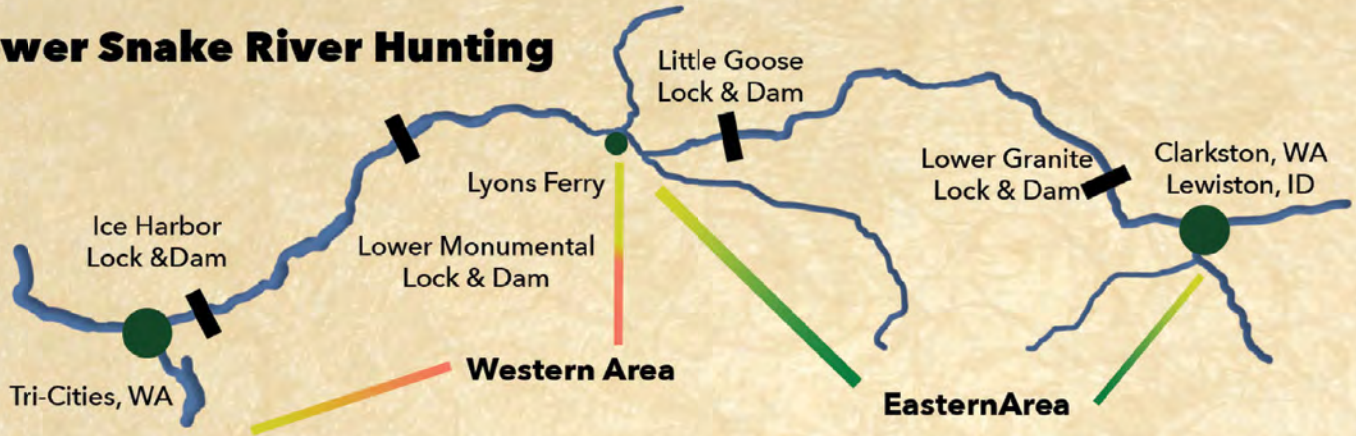 wer Snake River Hunting
Little Goose
Lock & Dam
Lower Granite
Lock & Dam
Clarkston, WA
Lewiston, ID
Lyons Ferry
Ice Harbor
Lock &Dam
Lower Monumental
Lock & Dam
Tri-Cities, WA
Western Area
EasternArea